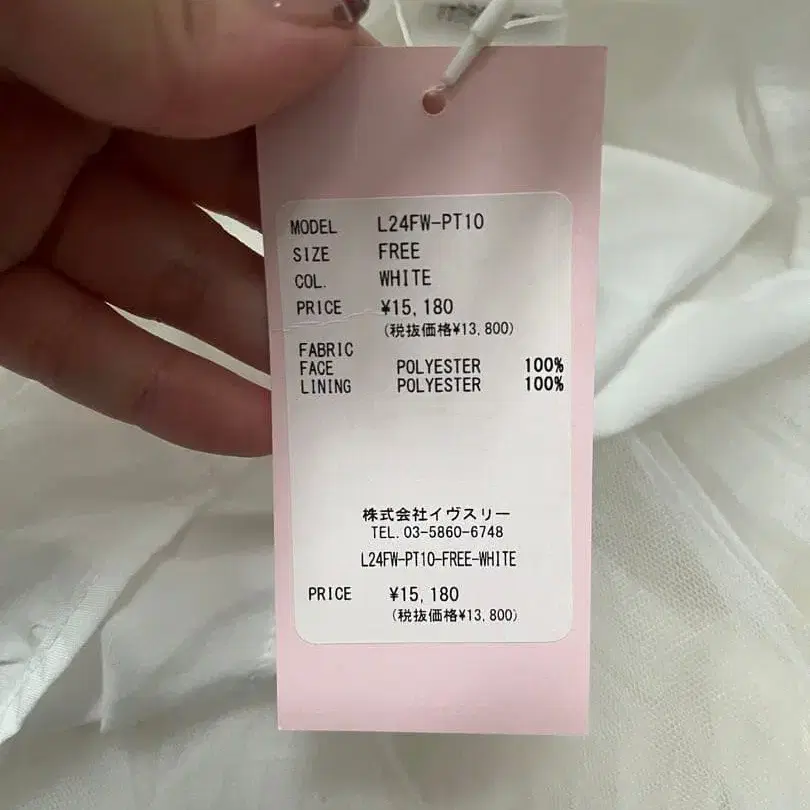 MODEL L24FW-PT10
SIZE FREE
COL. WHITE
PRICE ¥15,180
(税抜価格¥13,800)
FABRIC
FACE POLYESTER 100%
LINING POLYESTER 100%
株式会社イヴスリー
TEL.03-5860-6748
L24FW-PT10-FREE-WHITE
PRICE ¥15,180
(税抜価格¥13,800)